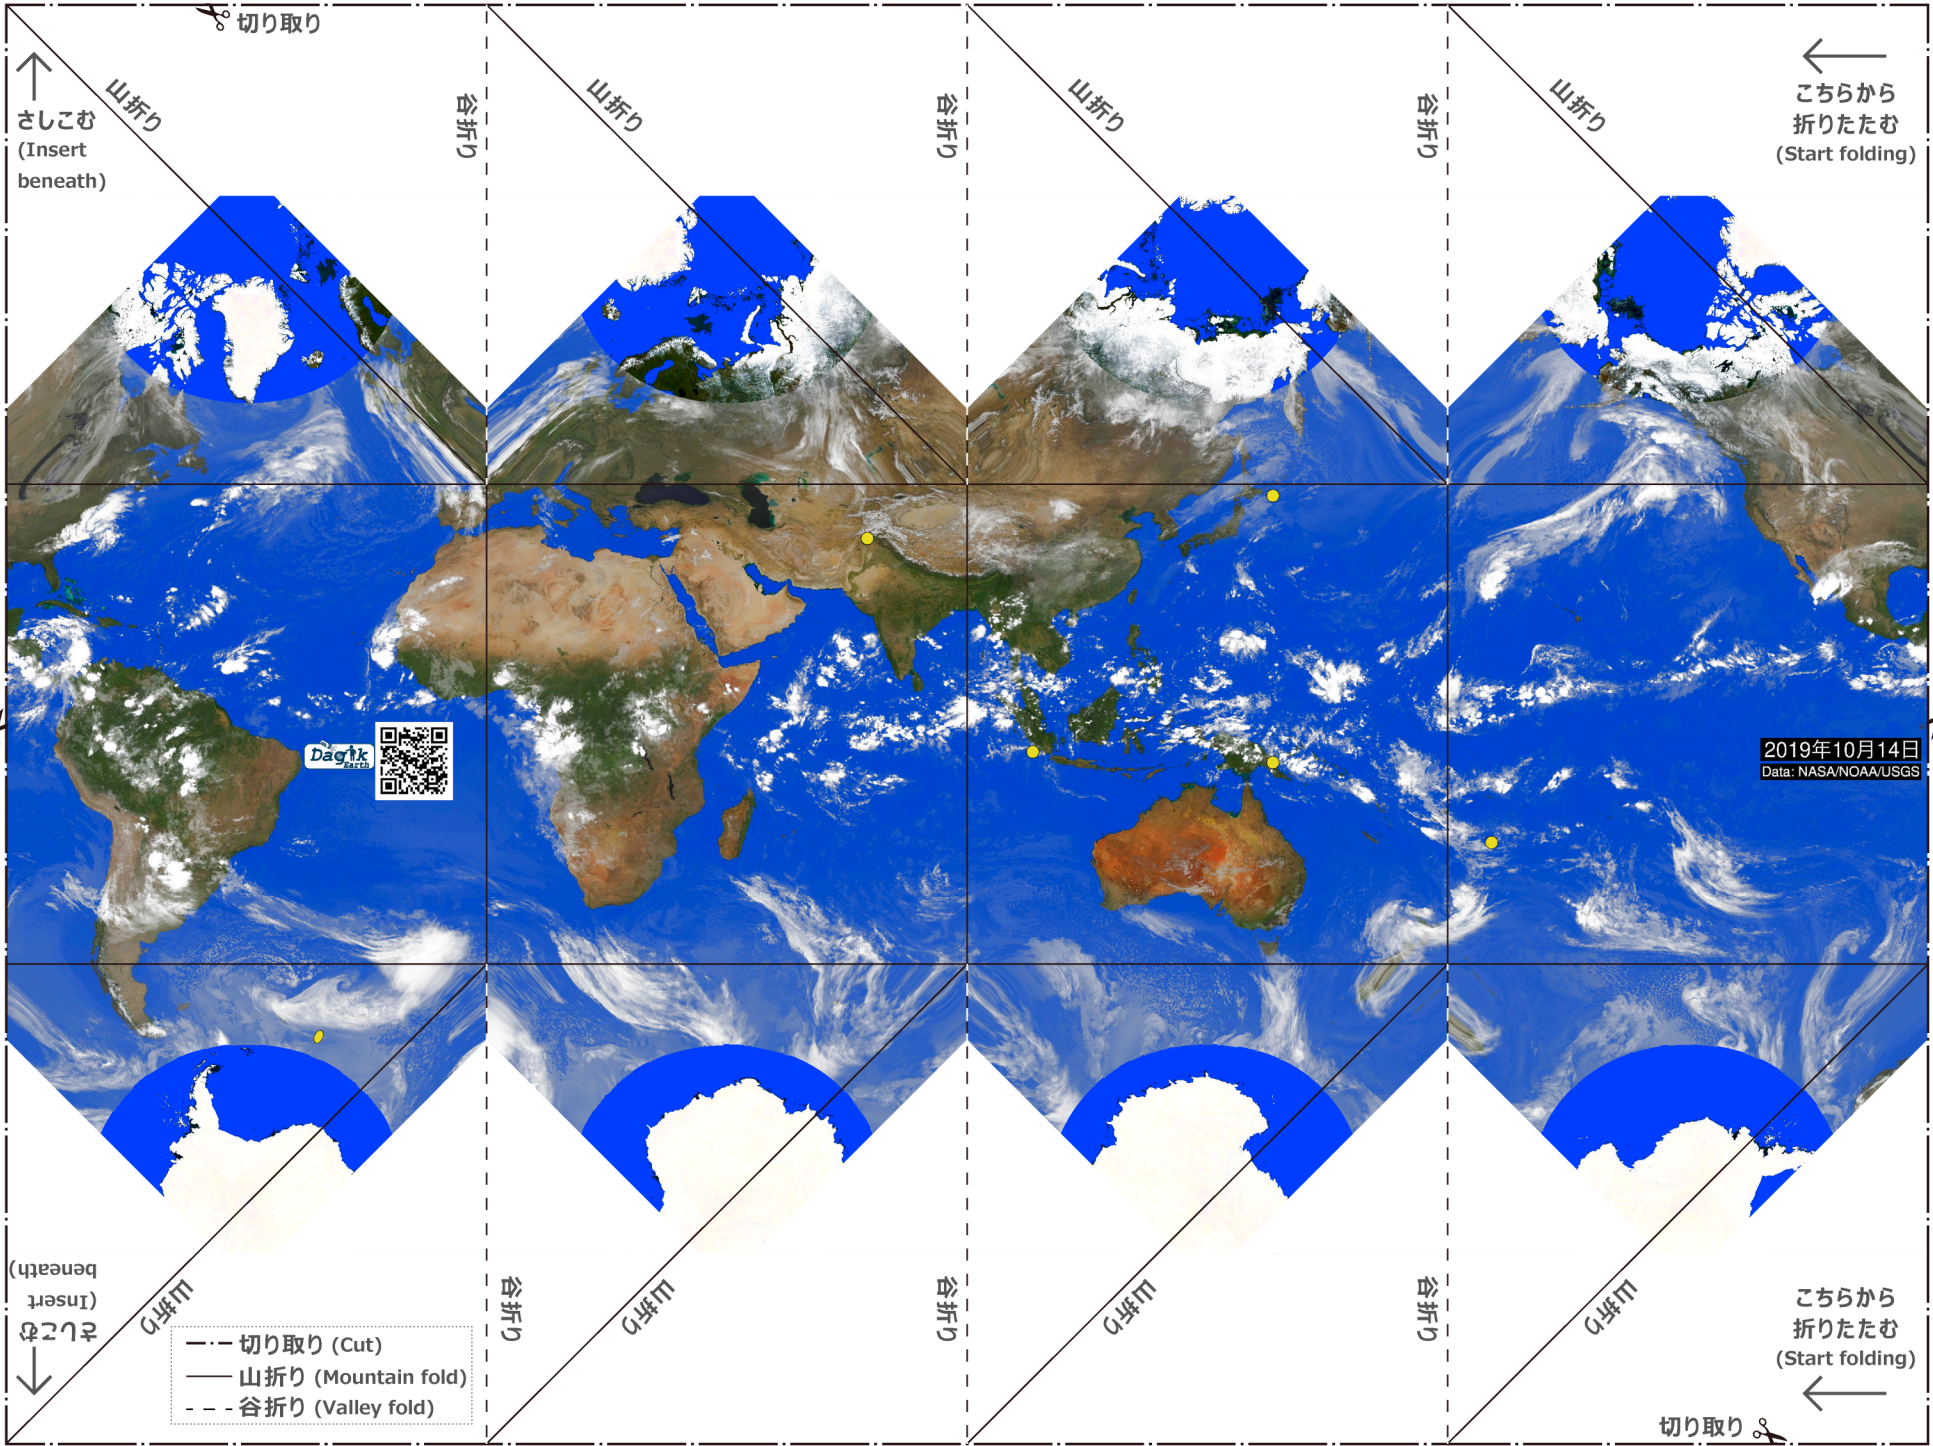 切り取り
山折り
谷折り
山折り
谷折り
山折り
谷折り
山折り
さしこむ
(Insert
beneath)
こちらから
折りたたむ
(Start folding)
Dagik
Earth
2019年10月14日
Data: NASA/NOAA/USGS
さしこむ
(Insert
beneath)
山折り
谷折り
山折り
谷折り
山折り
谷折り
山折り
切り取り (Cut)
山折り (Mountain fold)
谷折り (Valley fold)
こちらから
折りたたむ
(Start folding)
切り取り